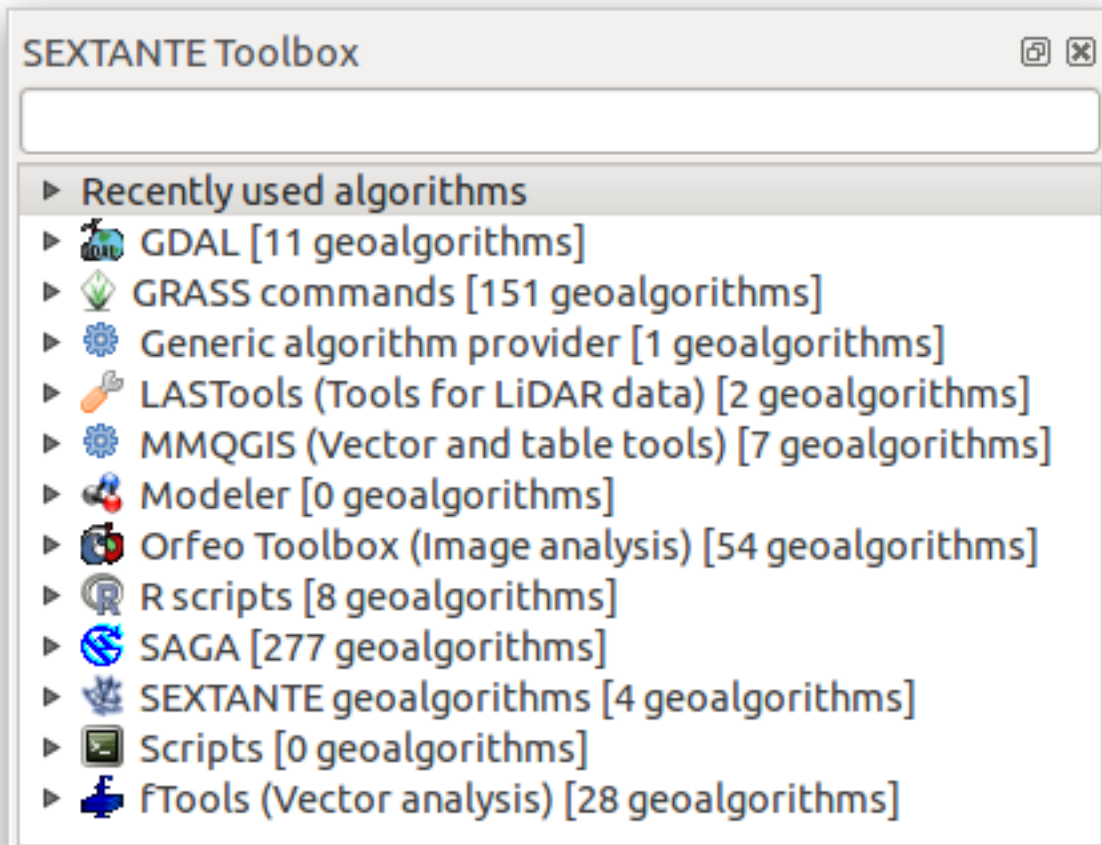 SEXTANTE Toolbox
Recently used algorithms
GDAL [11 geoalgorithms]
GRASS commands [151 geoalgorithms]
Generic algorithm provider [1 geoalgorithms]
LASTools (Tools for LiDAR data) [2 geoalgorithms]
MMQGIS (Vector and table tools) [7 geoalgorithms]
Modeler [0 geoalgorithms]
Orfeo Toolbox (Image analysis) [54 geoalgorithms]
R scripts [8 geoalgorithms]
SAGA [277 geoalgorithms]
SEXTANTE geoalgorithms [4 geoalgorithms]
Scripts [0 geoalgorithms]
fTools (Vector analysis) [28 geoalgorithms]